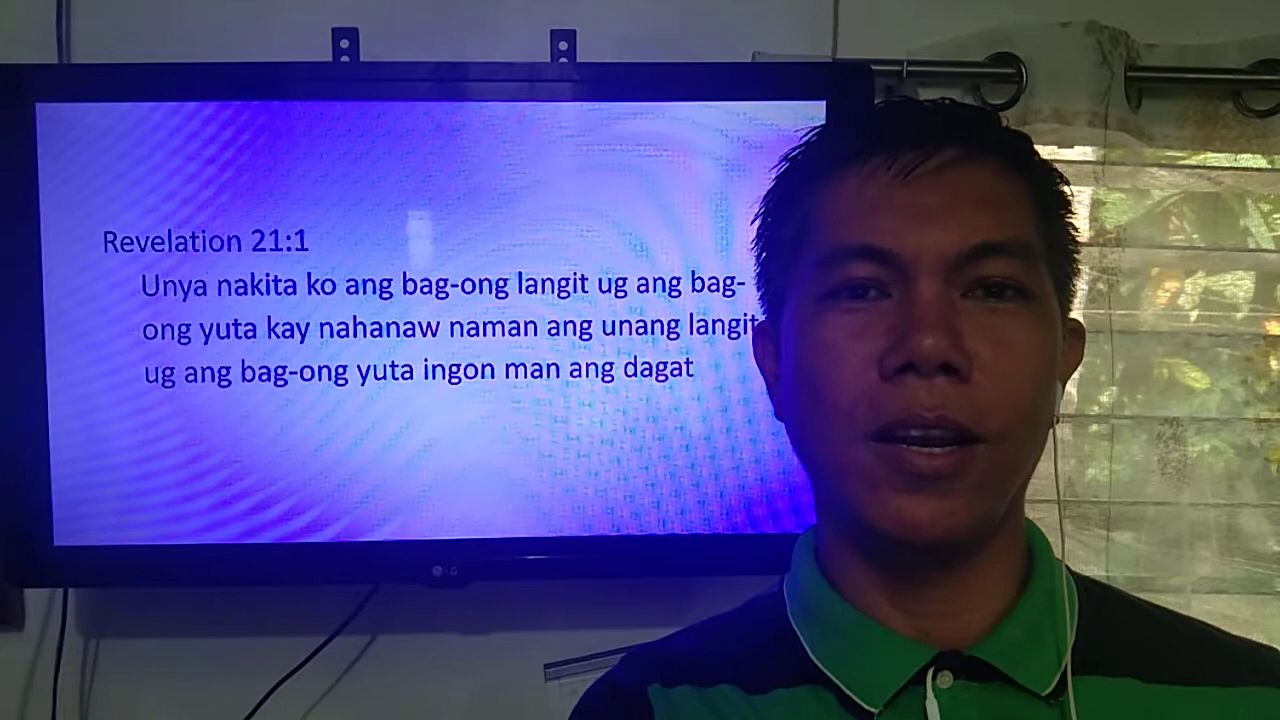 Revelation 21:1
Unya nakita ko ang bag-ong langit ug ang bag-
ong yuta kay nahanaw naman ang unang langit
ug ang bag-ong yuta ingon man ang dagat
LG